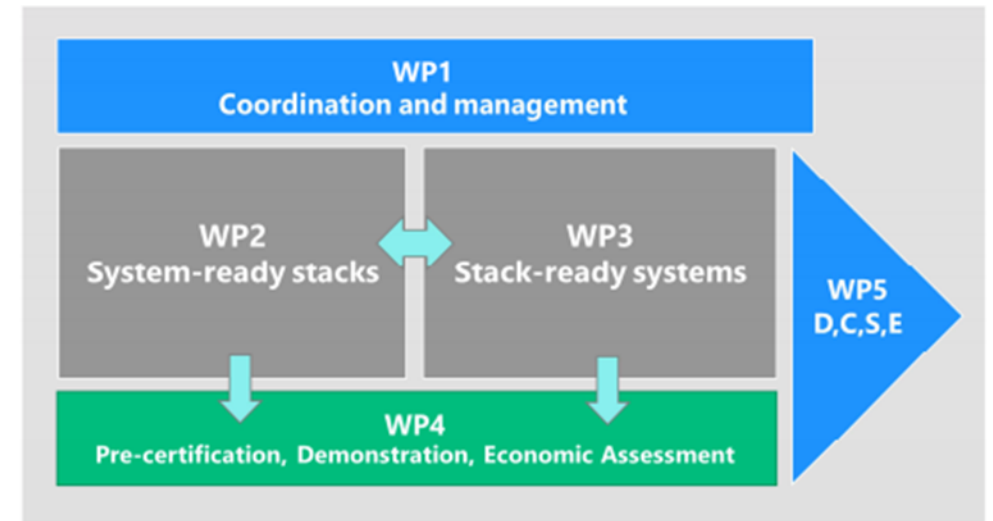 WP1
Coordination and management
WP2
System-ready stacks
WP3
Stack-ready systems
WP5
D,C,S,E
WP4
Pre-certification, Demonstration, Economic Assessment